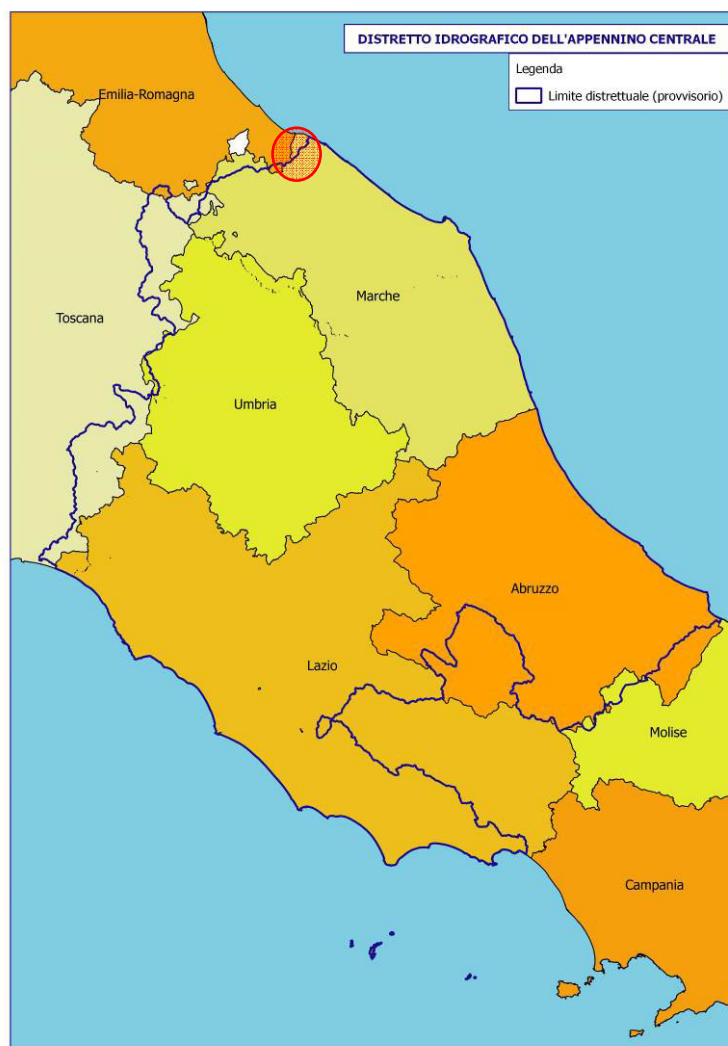 DISTRETTO IDROGRAFICO DELL'APPENNINO CENTRALE
Legenda
Limite distrettuale (provvisorio)
Emilia-Romagna
Toscana
Marche
Umbria
Abruzzo
Lazio
Molise
Campania